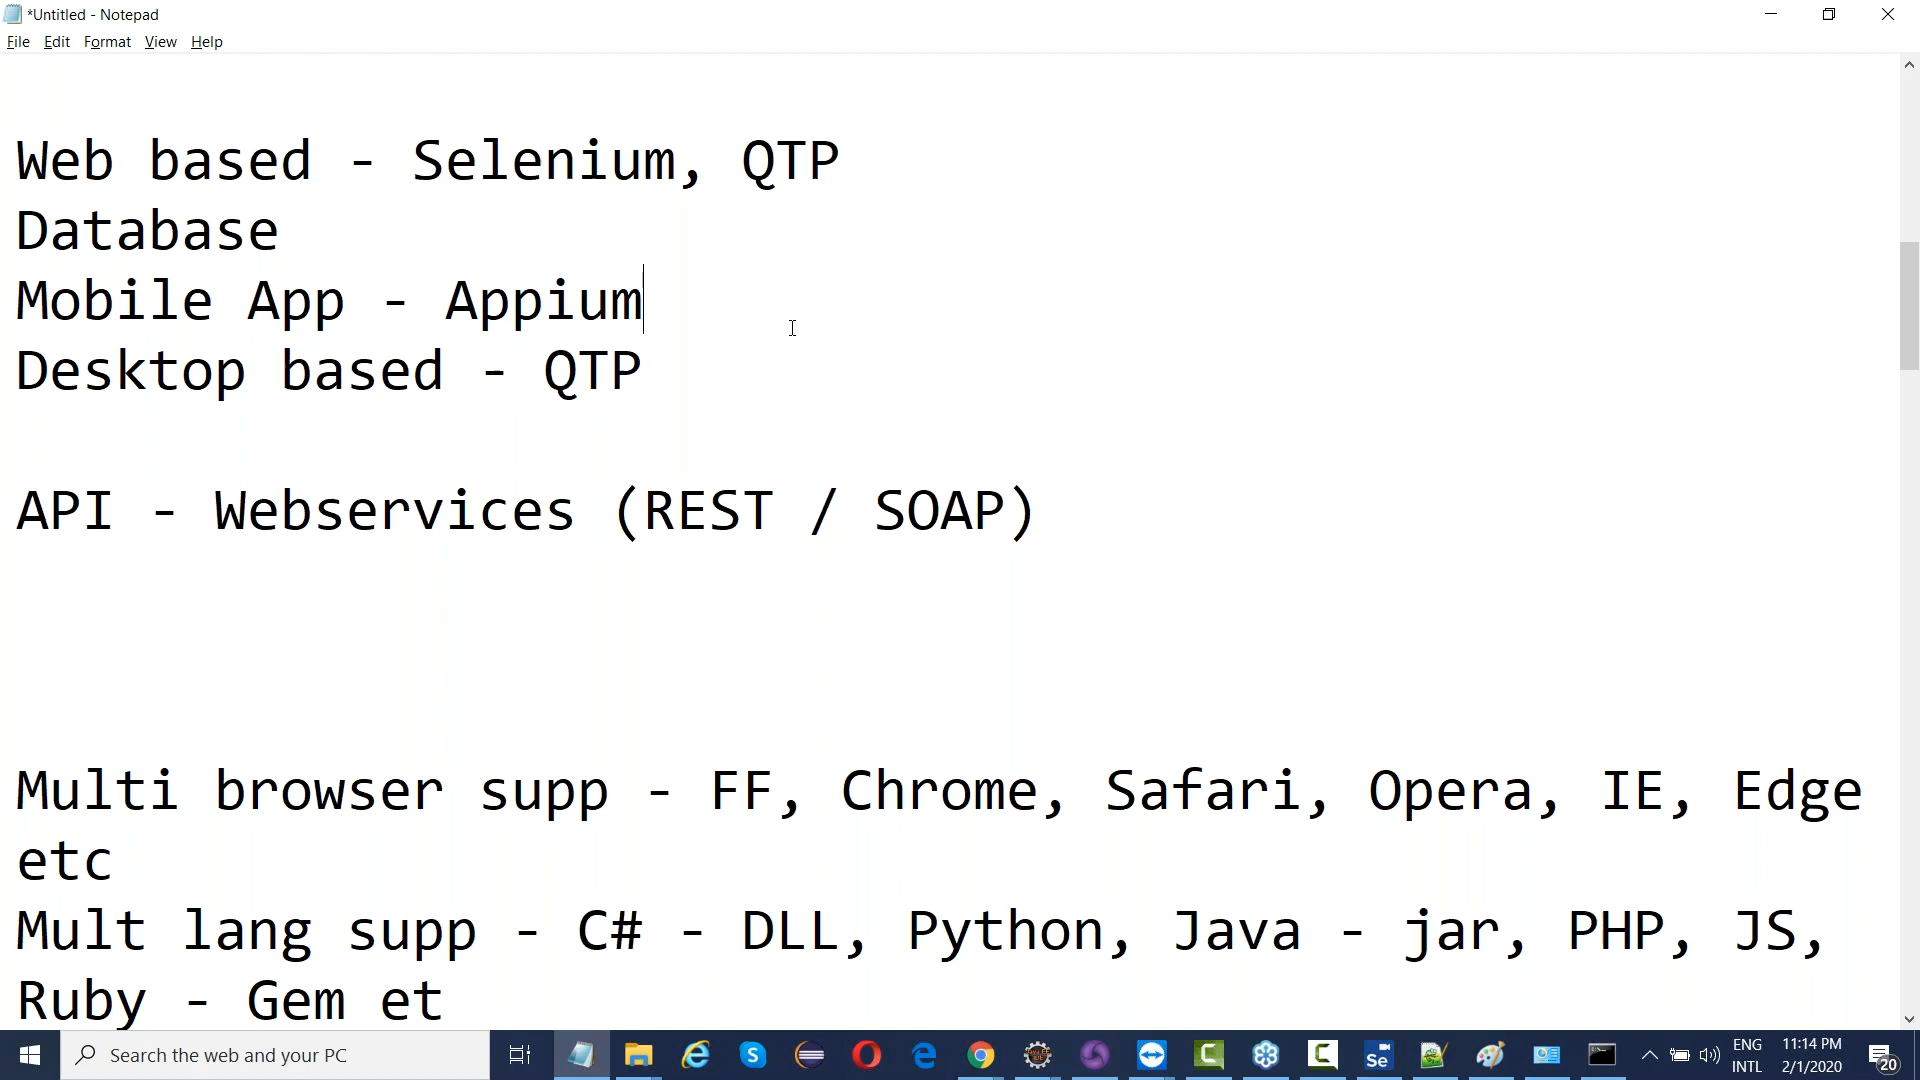 *Untitled - Notepad
File Edit Format View Help
Web based - Selenium, QTP
Database
Mobile App - Appium
Desktop based - QTP
API - Webservices (REST / SOAP)
Multi browser supp - FF, Chrome, Safari, Opera, IE, Edge
etc
Mult lang supp - C# - DLL, Python, Java - jar, PHP, JS,
Ruby - Gem et
Search the web and your PC
Se
ENG 11:14 PM
INTL 2/1/2020
20